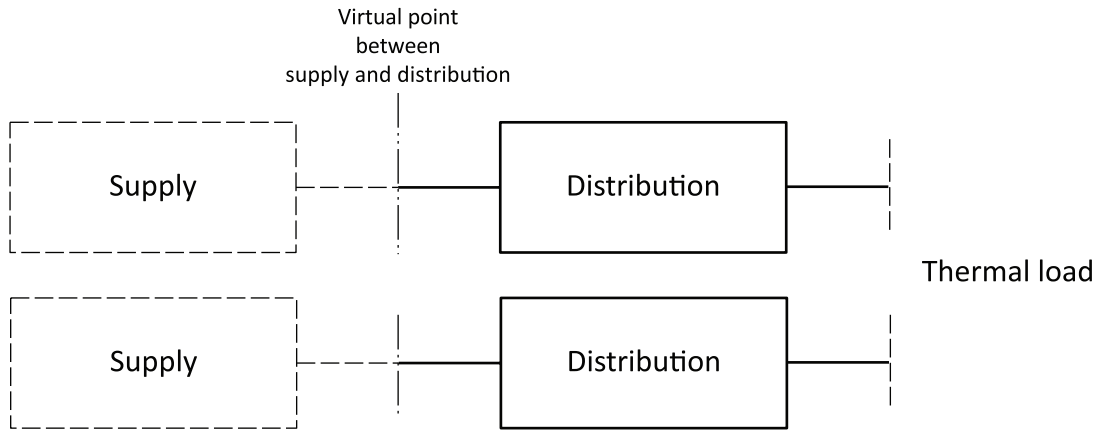 Virtual point
between
supply and distribution
Supply
Distribution
Thermal load
Supply
Distribution